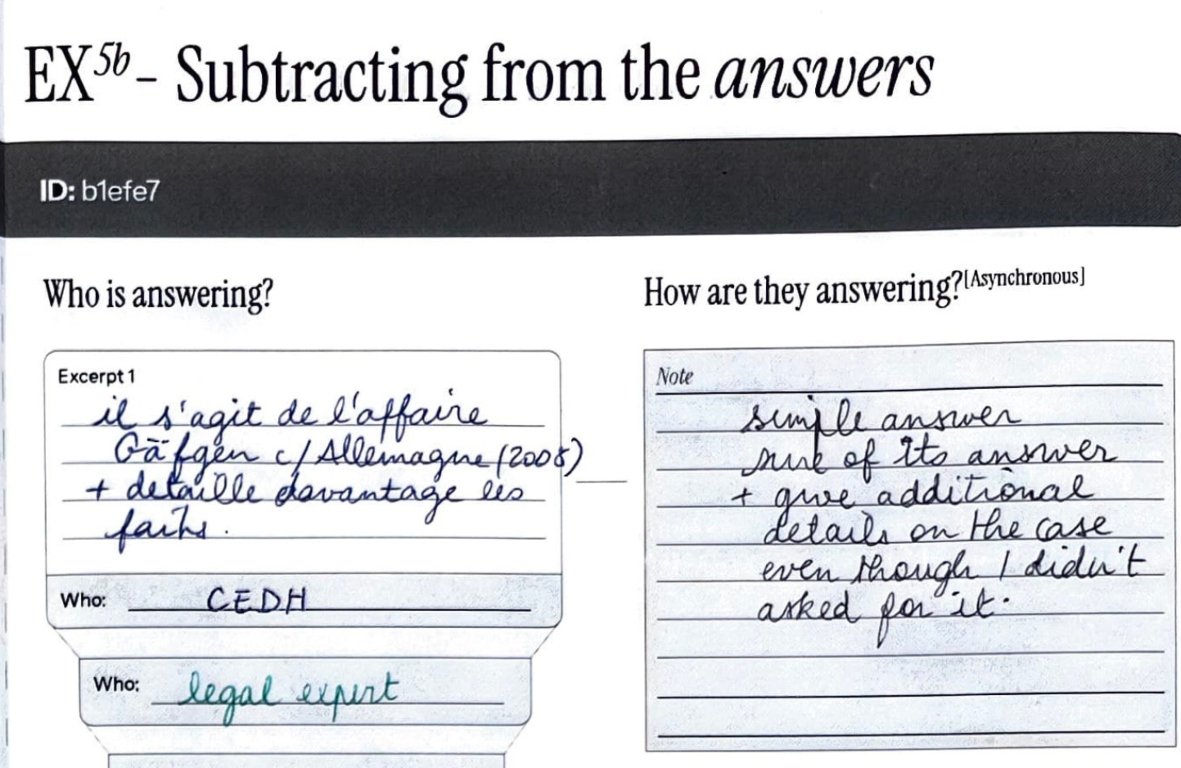 EX5b - Subtracting from the answers
ID: b1efe7
Who is answering?
Excerpt 1
il s'agit de l'affaire
Gäfgen c/ Allemagne (2008)
+ détaille davantage les
faits.
Who: CEDH
Who: legal expert
How are they answering?[Asynchronous]
Note
simple answer
sure of its answer
+ give additional
details on the case
even though I didn't
asked for it.